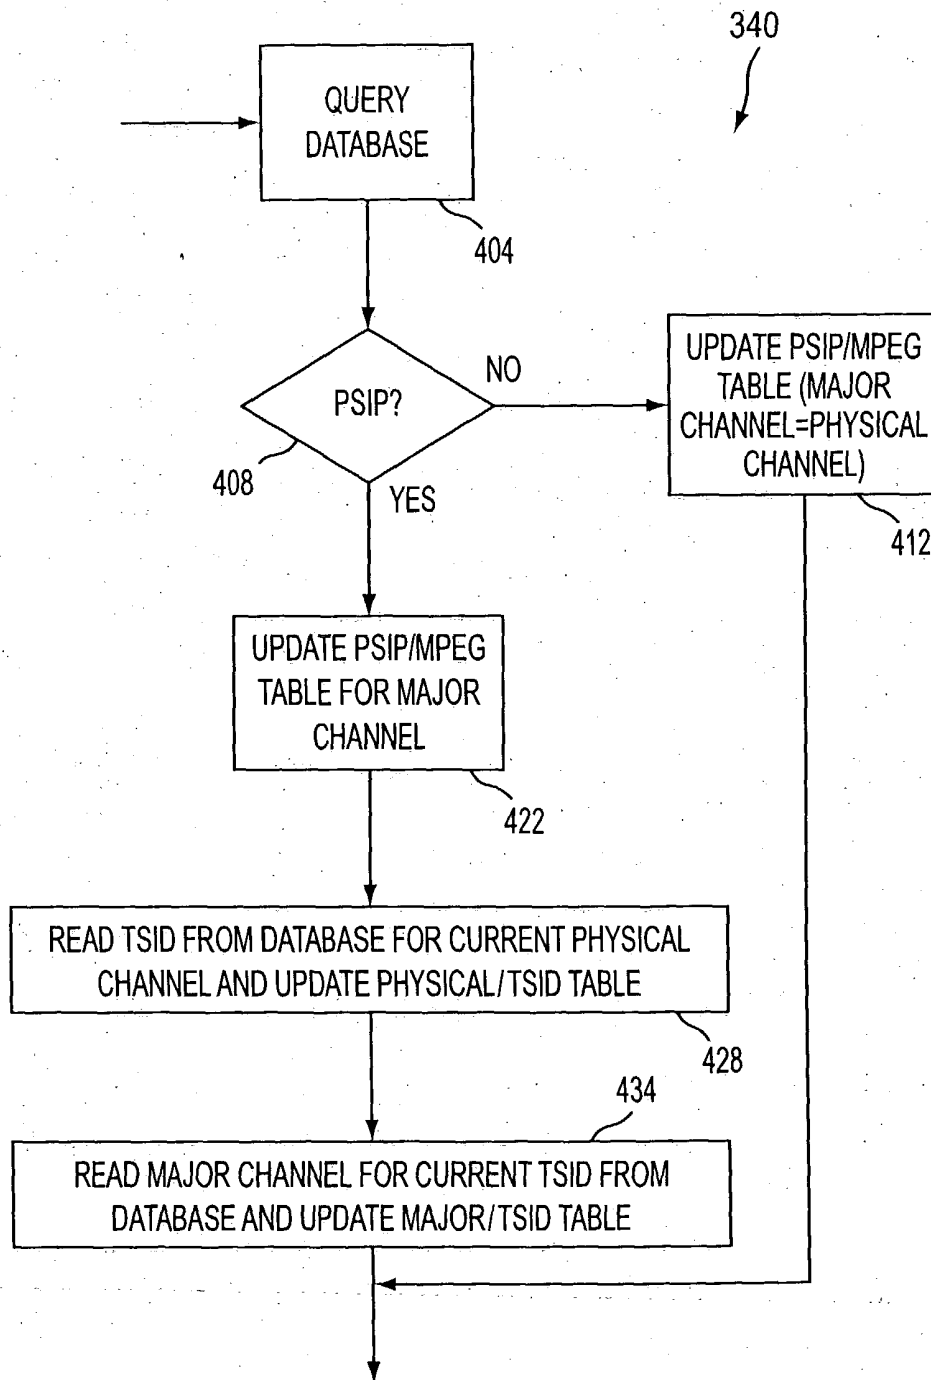 340
QUERY
DATABASE
404
PSIP?
NO
408
YES
UPDATE PSIP/MPEG
TABLE (MAJOR
CHANNEL=PHYSICAL
CHANNEL)
412
UPDATE PSIP/MPEG
TABLE FOR MAJOR
CHANNEL
422
READ TSID FROM DATABASE FOR CURRENT PHYSICAL
CHANNEL AND UPDATE PHYSICAL/TSID TABLE
428
434
READ MAJOR CHANNEL FOR CURRENT TSID FROM
DATABASE AND UPDATE MAJOR/TSID TABLE